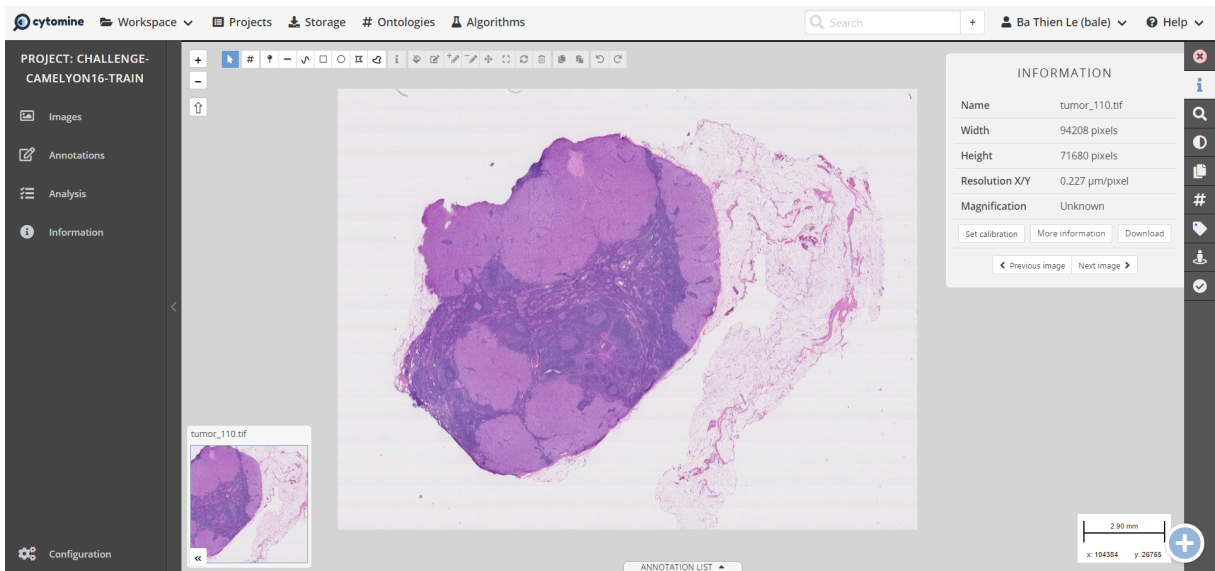 cytomine Workspace Projects Storage # Ontologies Algorithms Search + Ba Thien Le (bale) Help
PROJECT: CHALLENGE-
CAMELYON16-TRAIN
Images
Annotations
Analysis
Information
Configuration
INFORMATION
Name tumor_110.tif
Width 94208 pixels
Height 71680 pixels
Resolution X/Y 0.227 µm/pixel
Magnification Unknown
Set calibration More information Download
Previous image Next image
tumor_110.tif
2.90 mm
x: 104384 y: 26765
ANNOTATION LIST